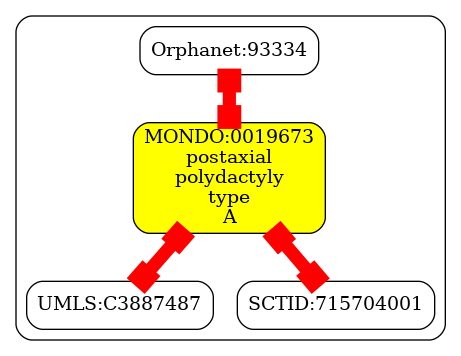 Orphanet:93334
MONDO:0019673
postaxial
polydactyly
type
A
UMLS:C3887487
SCTID:715704001